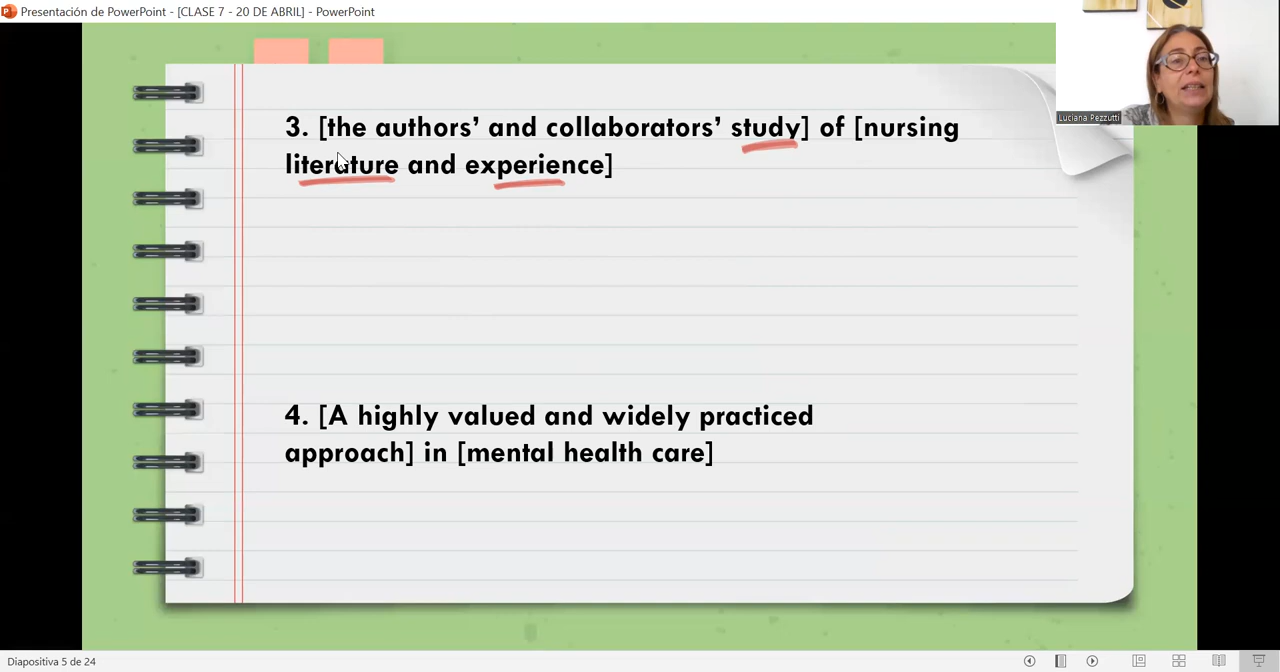 Presentación de PowerPoint - [CLASE 7 - 20 DE ABRIL] - PowerPoint
Luciana Pezzutti
3. [the authors’ and collaborators’ study] of [nursing
literature and experience]
4. [A highly valued and widely practiced
approach] in [mental health care]
Diapositiva 5 de 24